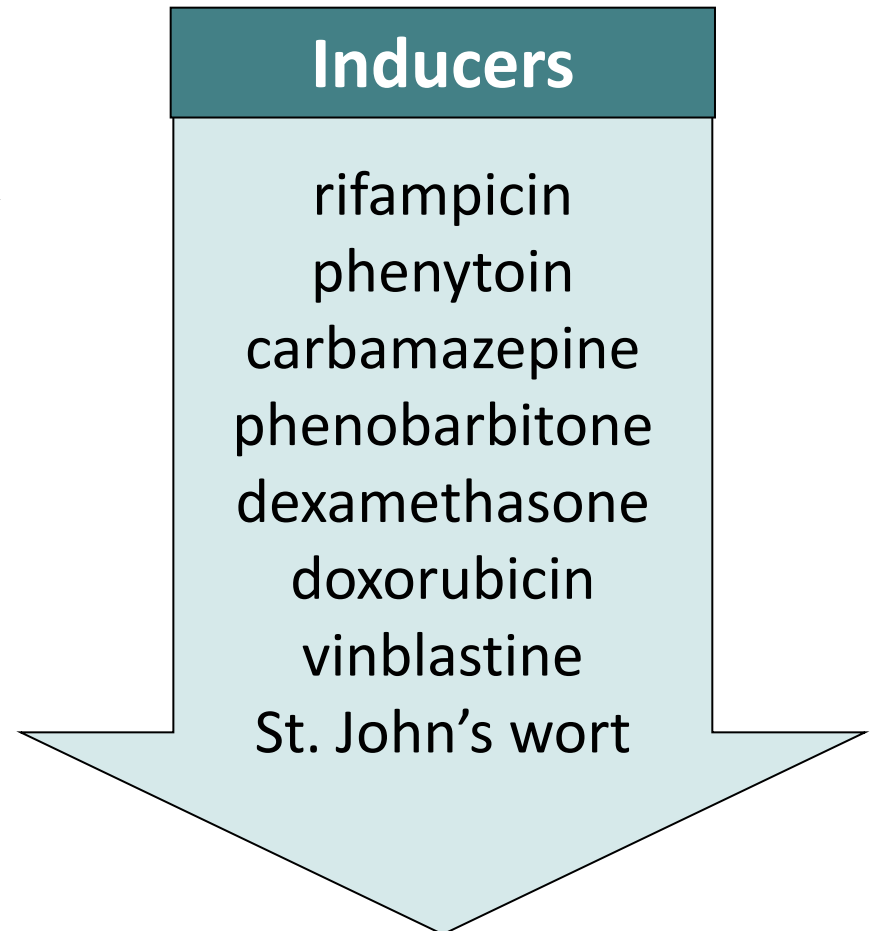 Inducers
rifampicin
phenytoin
carbamazepine
phenobarbitone
dexamethasone
doxorubicin
vinblastine
St. John’s wort